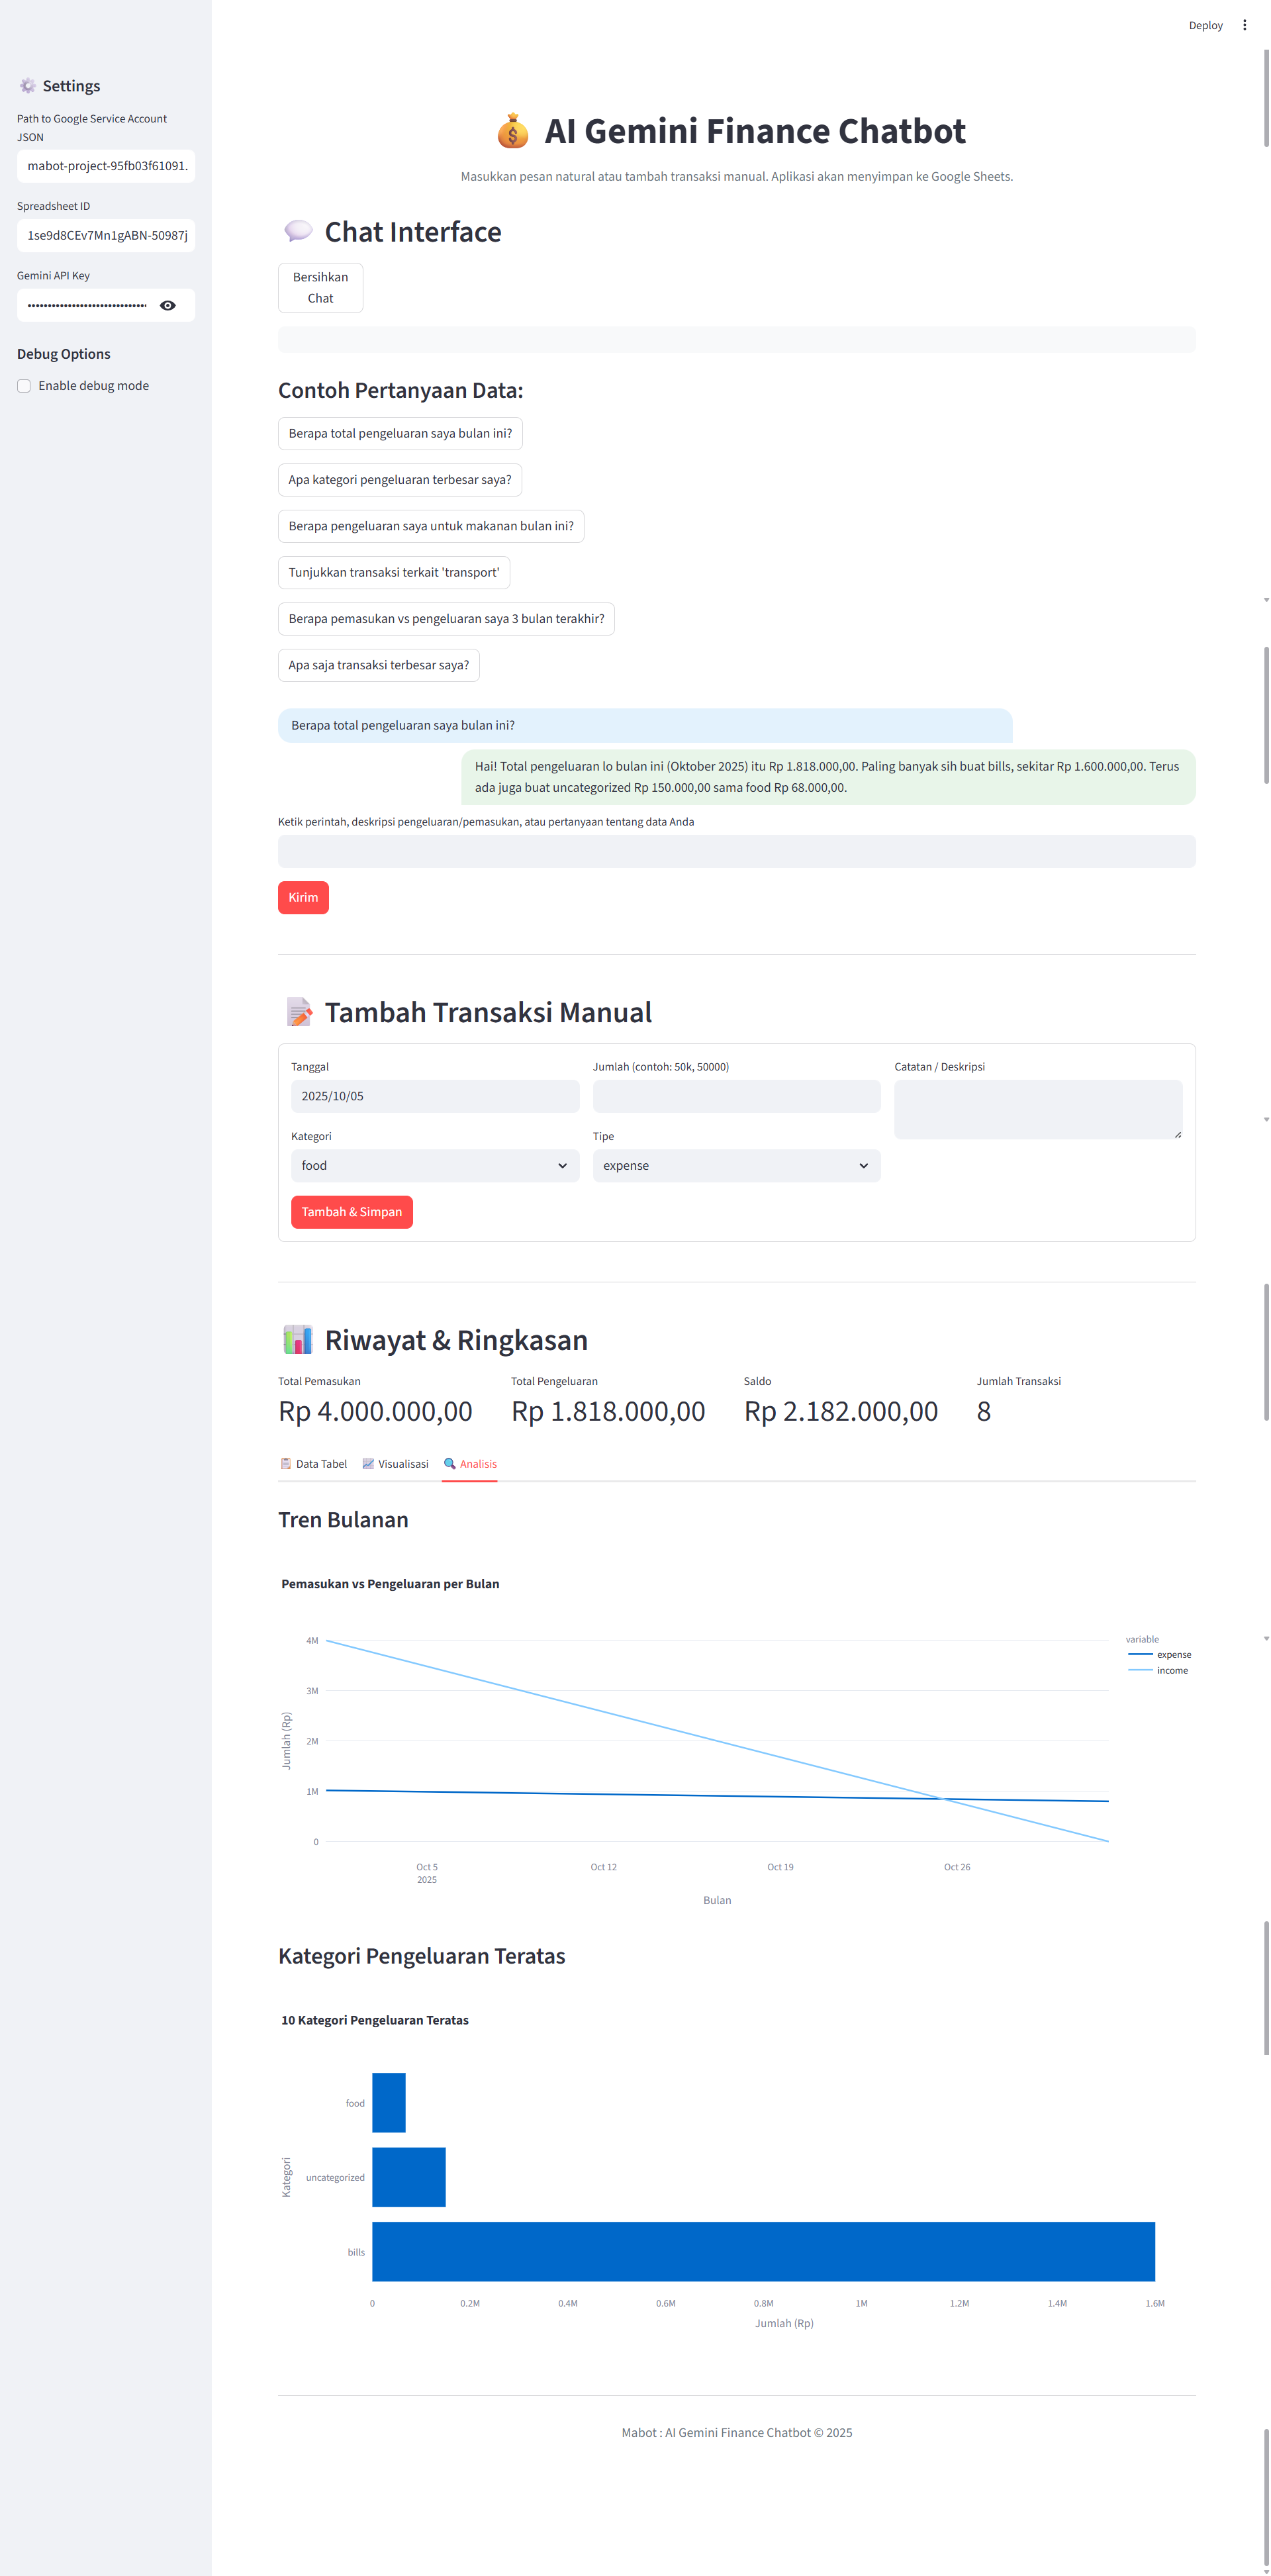 Deploy
Settings
Path to Google Service Account
JSON
mabot-project-95fb03f61091.
Spreadsheet ID
1se9d8CEv7Mn1gABN-50987j
Gemini API Key
Debug Options
Enable debug mode
AI Gemini Finance Chatbot
Masukkan pesan natural atau tambah transaksi manual. Aplikasi akan menyimpan ke Google Sheets.
Chat Interface
Bersihkan
Chat
Contoh Pertanyaan Data:
Berapa total pengeluaran saya bulan ini?
Apa kategori pengeluaran terbesar saya?
Berapa pengeluaran saya untuk makanan bulan ini?
Tunjukkan transaksi terkait 'transport'
Berapa pemasukan vs pengeluaran saya 3 bulan terakhir?
Apa saja transaksi terbesar saya?
Berapa total pengeluaran saya bulan ini?
Hai! Total pengeluaran lo bulan ini (Oktober 2025) itu Rp 1.818.000,00. Paling banyak sih buat bills, sekitar Rp 1.600.000,00. Terus
ada juga buat uncategorized Rp 150.000,00 sama food Rp 68.000,00.
Ketik perintah, deskripsi pengeluaran/pemasukan, atau pertanyaan tentang data Anda
Kirim
Tambah Transaksi Manual
Tanggal
2025/10/05
Jumlah (contoh: 50k, 50000)
Catatan / Deskripsi
Kategori
food
Tipe
expense
Tambah & Simpan
Riwayat & Ringkasan
Total Pemasukan
Rp 4.000.000,00
Total Pengeluaran
Rp 1.818.000,00
Saldo
Rp 2.182.000,00
Jumlah Transaksi
8
Data Tabel
Visualisasi
Analisis
Tren Bulanan
Pemasukan vs Pengeluaran per Bulan
4M
3M
2M
1M
0
Jumlah (Rp)
Oct 5
2025
Oct 12
Oct 19
Oct 26
Bulan
variable
expense
income
Kategori Pengeluaran Teratas
10 Kategori Pengeluaran Teratas
food
uncategorized
bills
Kategori
0
0.2M
0.4M
0.6M
0.8M
1M
1.2M
1.4M
1.6M
Jumlah (Rp)
Mabot : AI Gemini Finance Chatbot © 2025